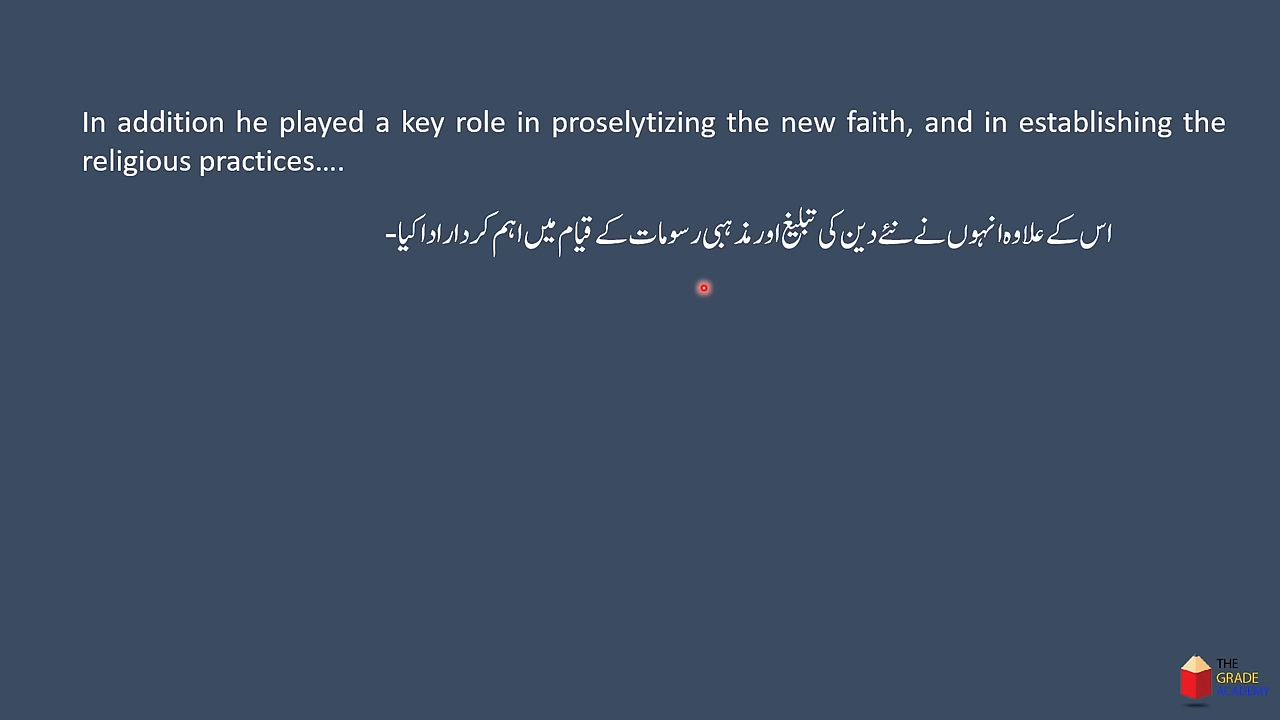 In addition he played a key role in proselytizing the new faith, and in establishing the
religious practices....
اس کے علاوہ انہوں نے نئے دین کی تبلیغ اور مذہبی رسومات کے قیام میں اہم کردار ادا کیا-
THE
GRADE
ACADEMY